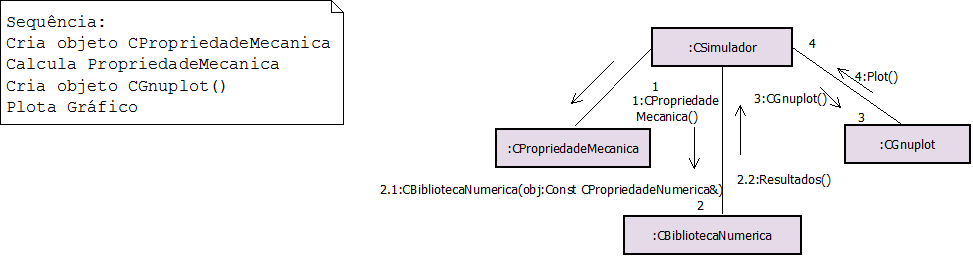 Sequência:
Cria objeto CPropriedadeMecanica
Calcula PropriedadeMecanica
Cria objeto CGnuplot()
Plota Gráfico
:CSimulador
4
4:Plot()
1
1:CPropriedade
Mecanica()
3:CGnuplot()
3
:CPropriedadeMecanica
:CGnuplot
2.1:CBibliotecaNumerica(obj:Const CPropriedadeNumerica&)
2.2:Resultados()
2
:CBibliotecaNumerica